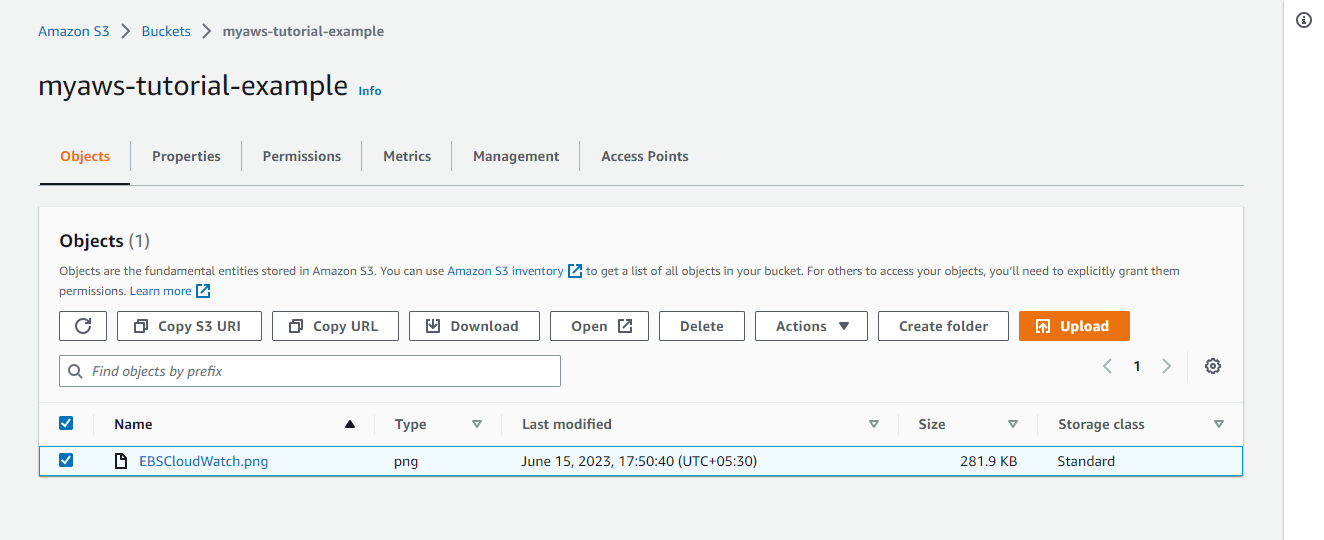 Amazon S3 > Buckets > myaws-tutorial-example
myaws-tutorial-example Info
Objects Properties Permissions Metrics Management Access Points
Objects (1)
Objects are the fundamental entities stored in Amazon S3. You can use Amazon S3 inventory to get a list of all objects in your bucket. For others to access your objects, you'll need to explicitly grant them
permissions. Learn more
Copy S3 URI Copy URL Download Open Delete Actions Create folder Upload
Find objects by prefix 1
Name Type Last modified Size Storage class
EBSCloudWatch.png png June 15, 2023, 17:50:40 (UTC+05:30) 281.9 KB Standard